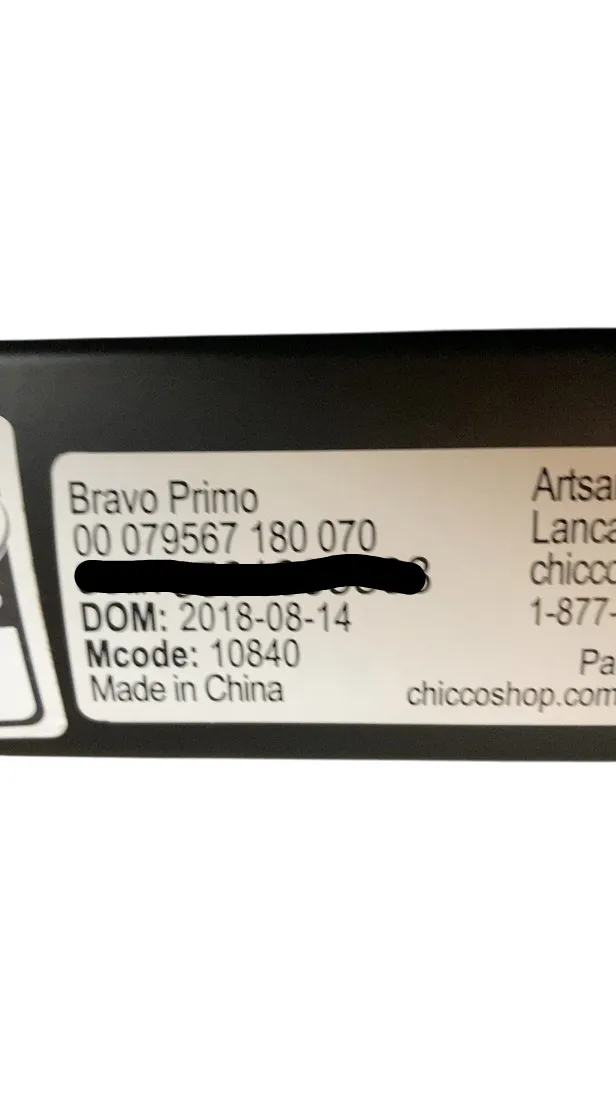 Bravo Primo
00 079567 180 070
DOM: 2018-08-14
Mcode: 10840
Made in China
Artsa
Lanca
chicco
1-877-
Pa
chiccoshop.com